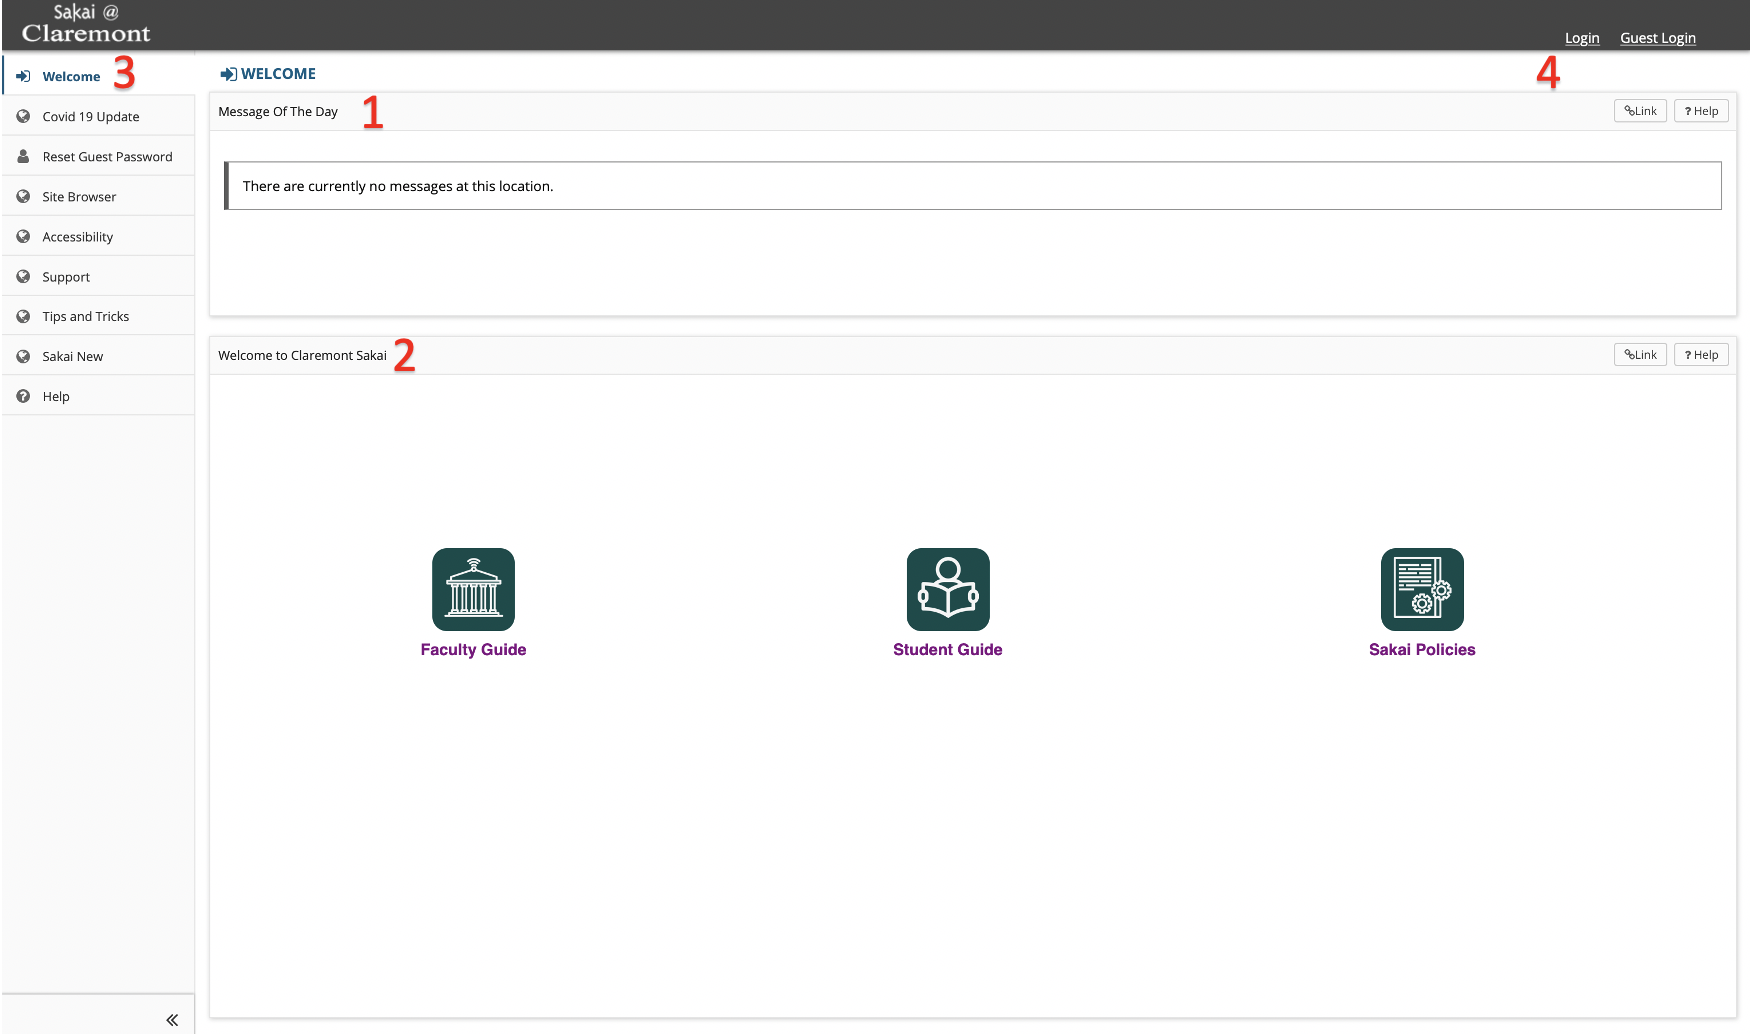 Sakai @
Claremont
Login Guest Login
Welcome 3
Covid 19 Update
Reset Guest Password
Site Browser
Accessibility
Support
Tips and Tricks
Sakai New
Help
WELCOME
4
Message Of The Day 1
Link ? Help
There are currently no messages at this location.
Welcome to Claremont Sakai 2
Link ? Help
Faculty Guide
Student Guide
Sakai Policies